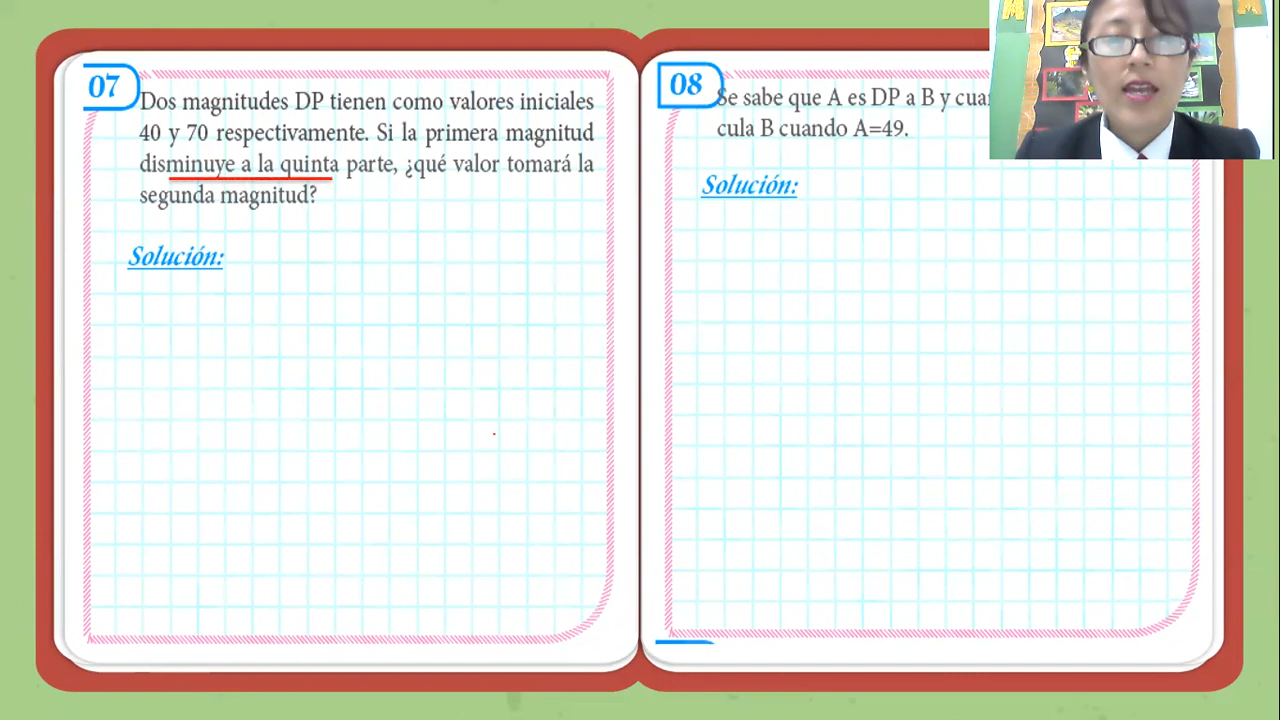 07
Dos magnitudes DP tienen como valores iniciales
40 y 70 respectivamente. Si la primera magnitud
disminuye a la quinta parte, ¿qué valor tomará la
segunda magnitud?
Solución:
08
Se sabe que A es DP a B y
cula B cuando A=49.
Solución:
M
M